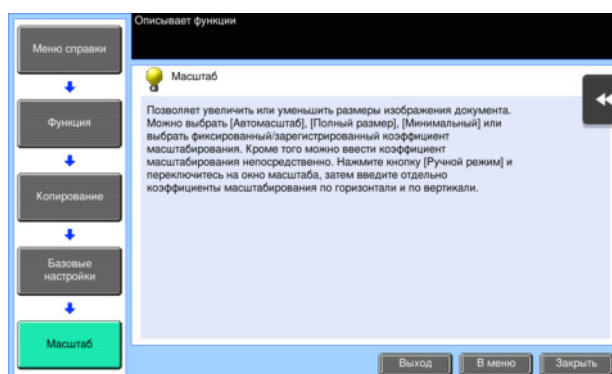 Описывает функции
Меню справки
Функция
Копирование
Базовые
настройки
Масштаб
Масштаб
Позволяет увеличить или уменьшить размеры изображения документа.
Можно выбрать [Автомасштаб], [Полный размер], [Минимальный] или
выбрать фиксированный/зарегистрированный коэффициент
масштабирования. Кроме того можно ввести коэффициент
масштабирования непосредственно. Нажмите кнопку [Ручной режим] и
переключитесь на окно масштаба, затем введите отдельно
коэффициенты масштабирования по горизонтали и по вертикали.
Выход
В меню
Закрыть